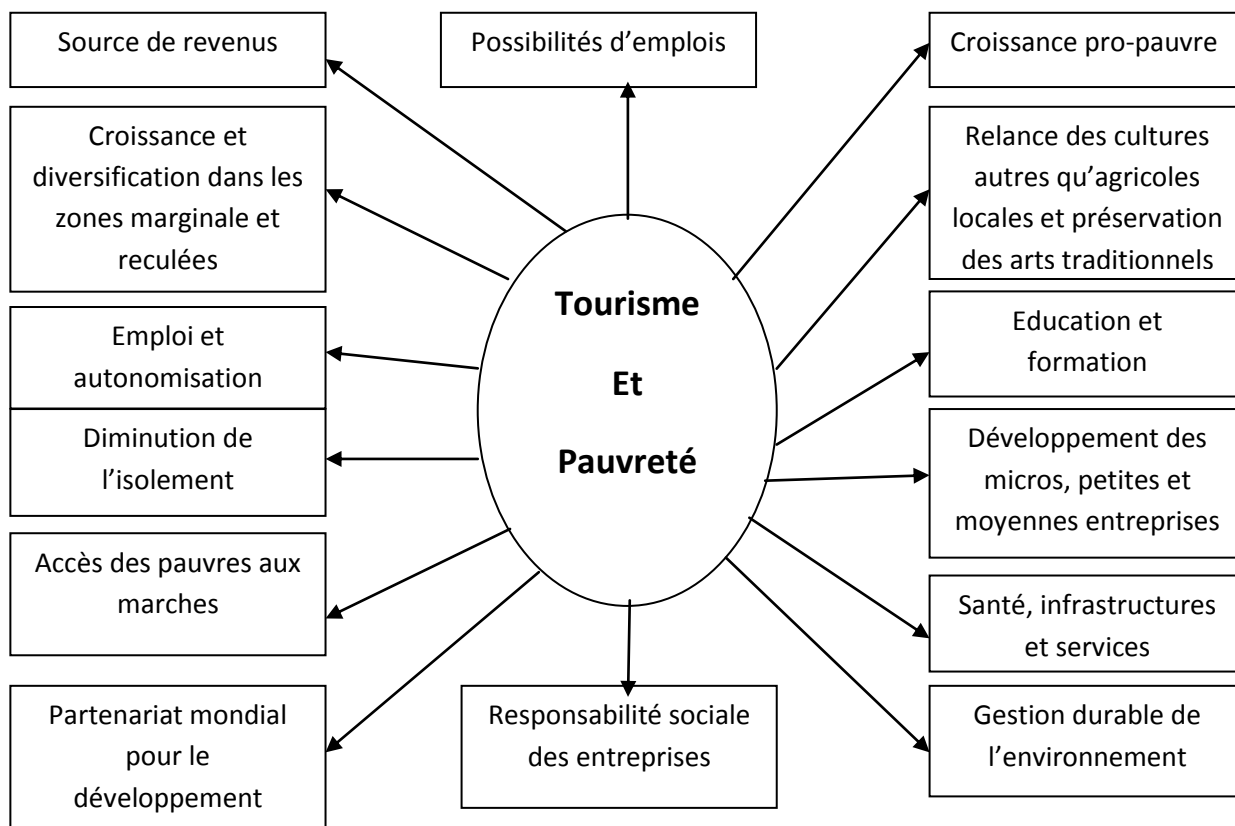 Source de revenus
Possibilités d’emplois
Croissance pro-pauvre
Croissance et
diversification dans les
zones marginale et
reculées
Relance des cultures
autres qu’agricoles
locales et préservation
des arts traditionnels
Tourisme
Et
Pauvreté
Emploi et
autonomisation
Education et
formation
Diminution de
l’isolement
Développement des
micros, petites et
moyennes entreprises
Accès des pauvres aux
marches
Santé, infrastructures
et services
Partenariat mondial
pour le
développement
Responsabilité sociale
des entreprises
Gestion durable de
l’environnement